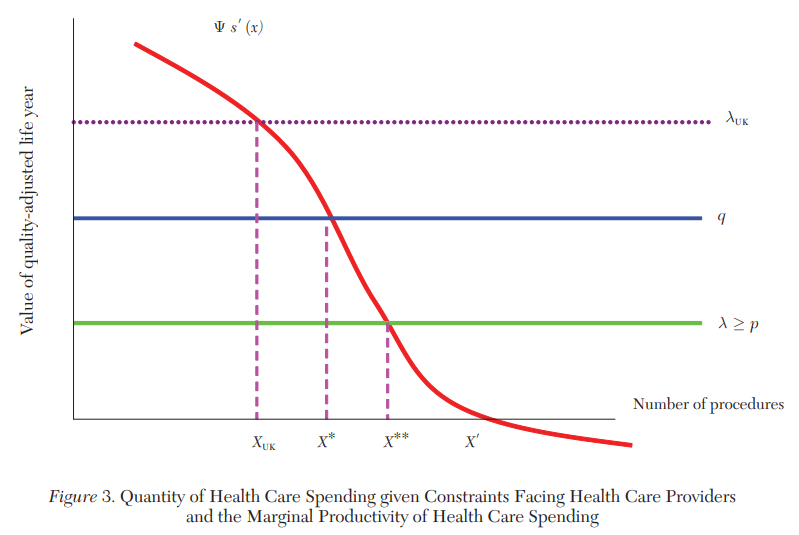 Ψ s′ (x)
Value of quality-adjusted life year
λUK
q
λ ≥ p
Number of procedures
XUK X* X** X′
Figure 3. Quantity of Health Care Spending given Constraints Facing Health Care Providers
and the Marginal Productivity of Health Care Spending